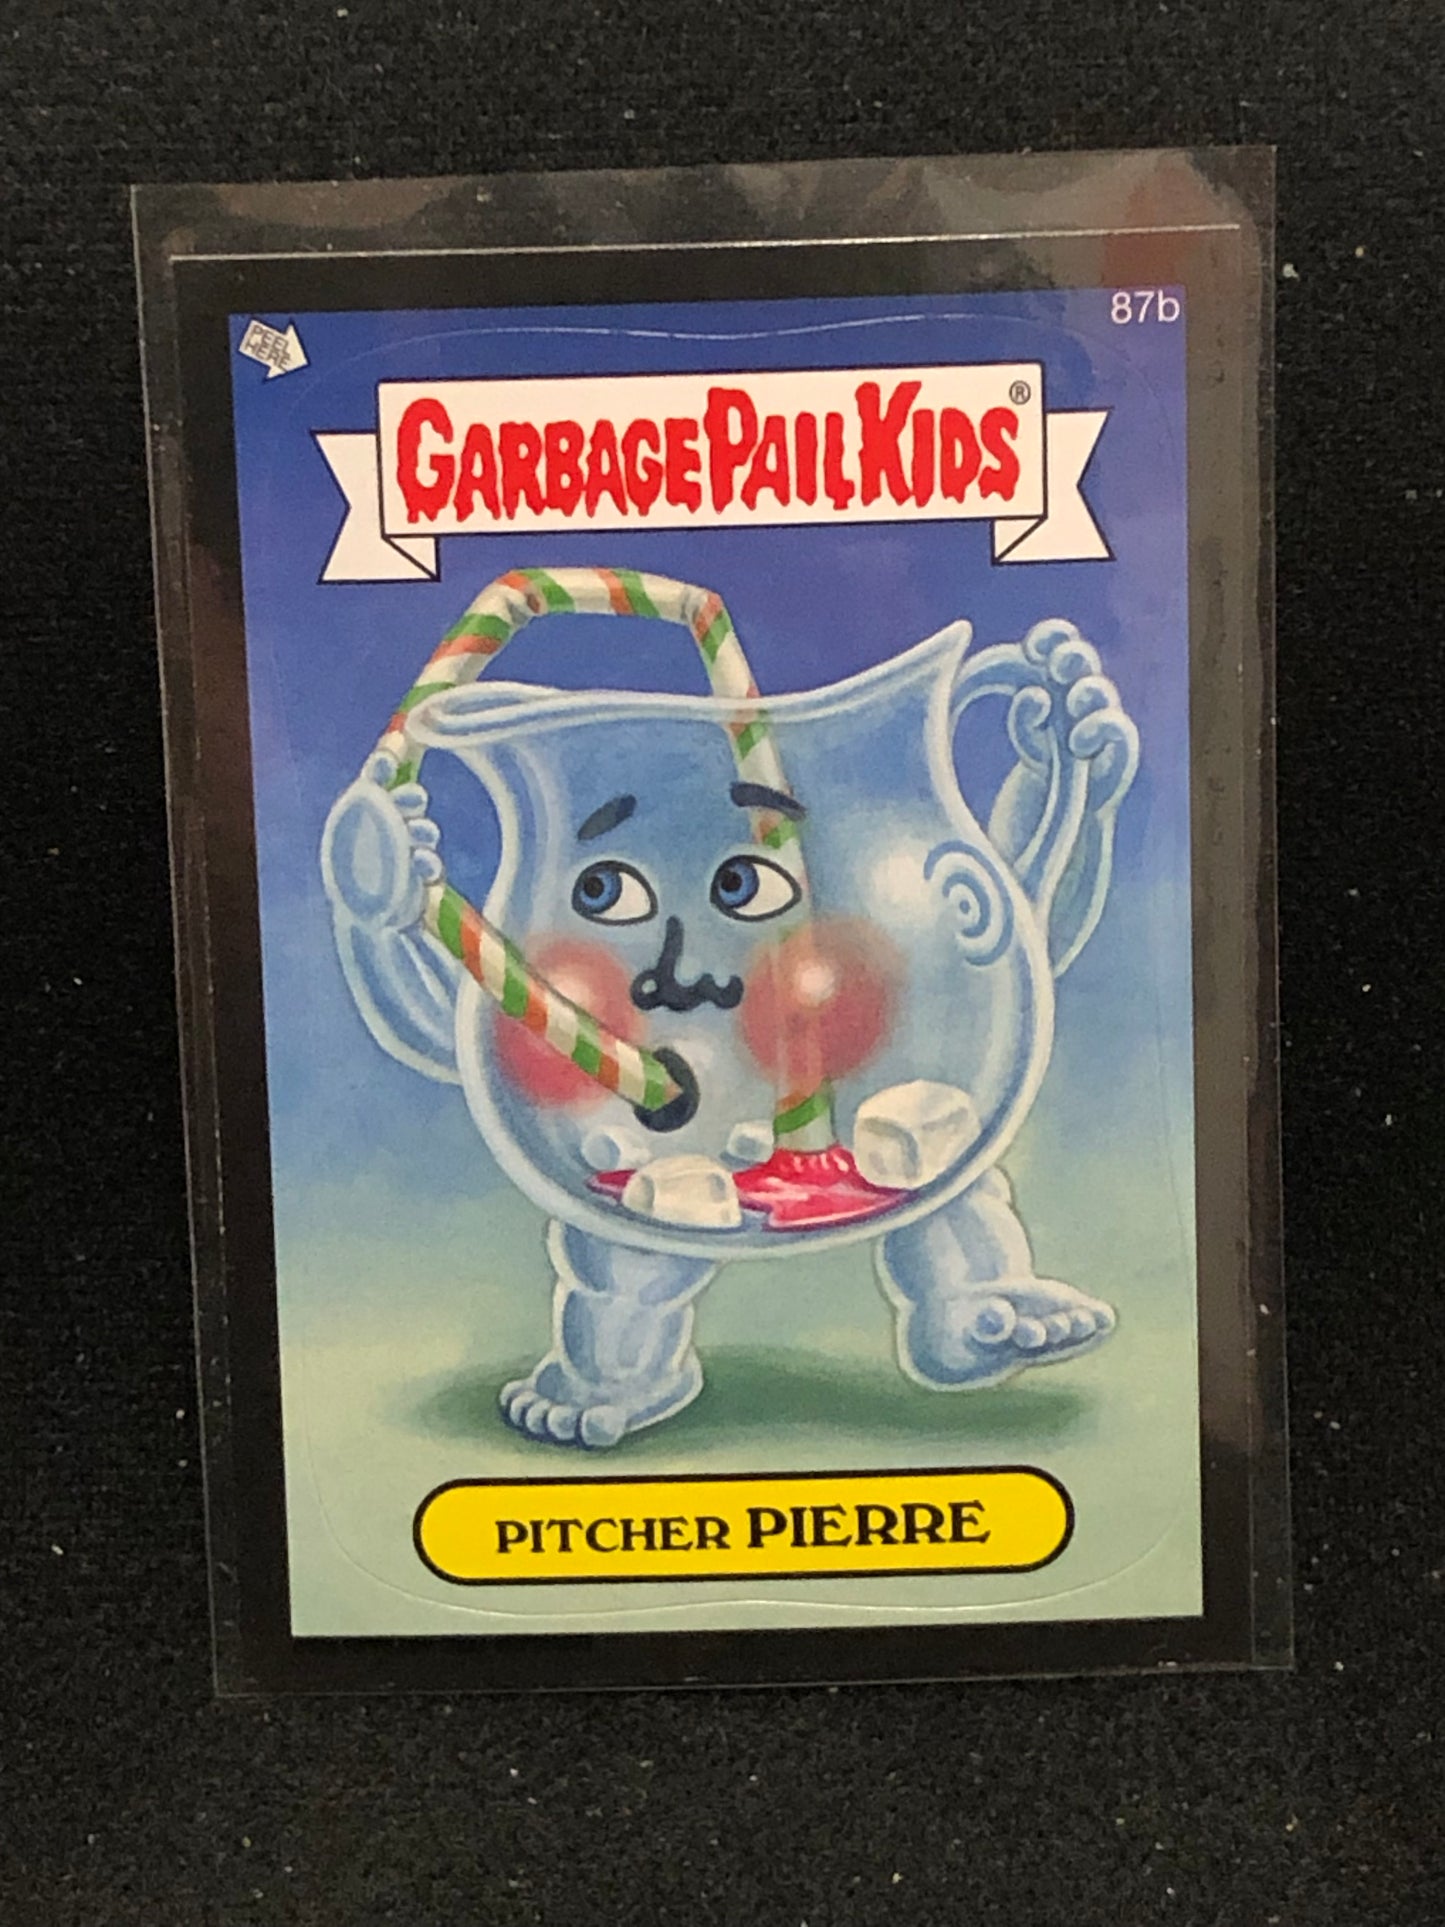 87b
PEEL
HERE
GARBAGE PAIL KIDS®
PITCHER PIERRE